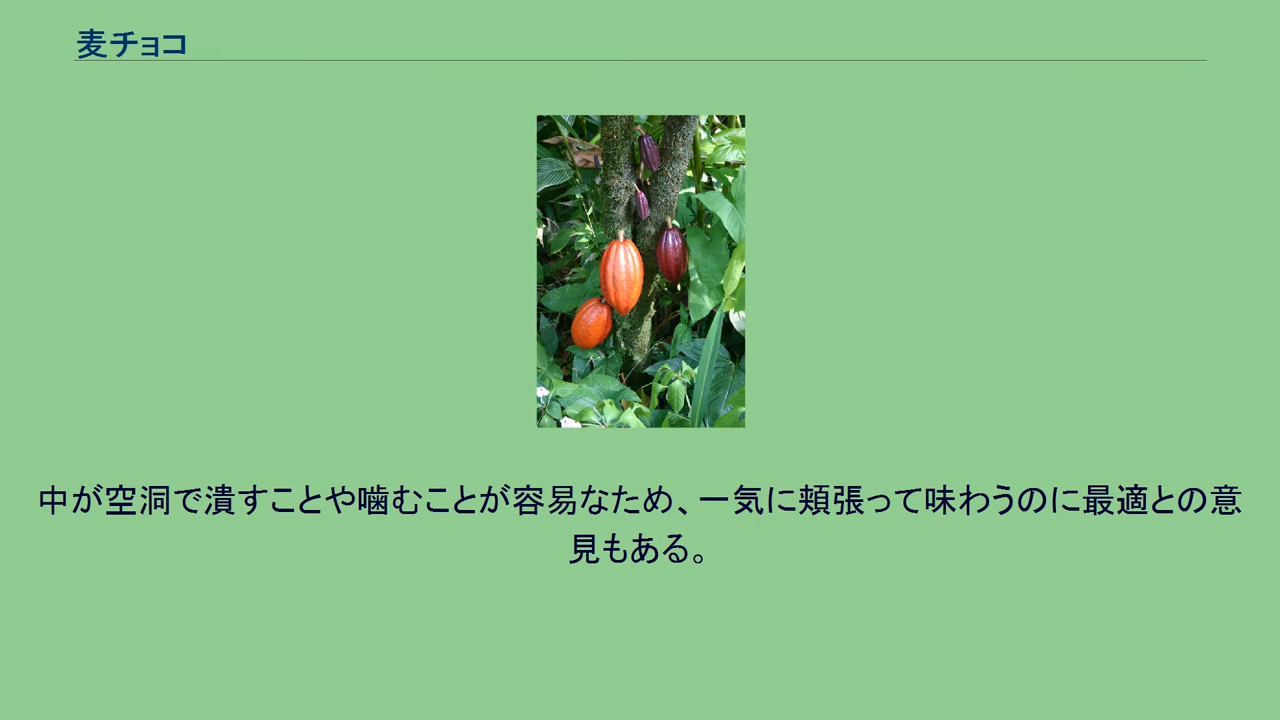 麦チョコ
中が空洞で潰すことや噛むことが容易なため、一気に頬張って味わうのに最適との意
見もある。